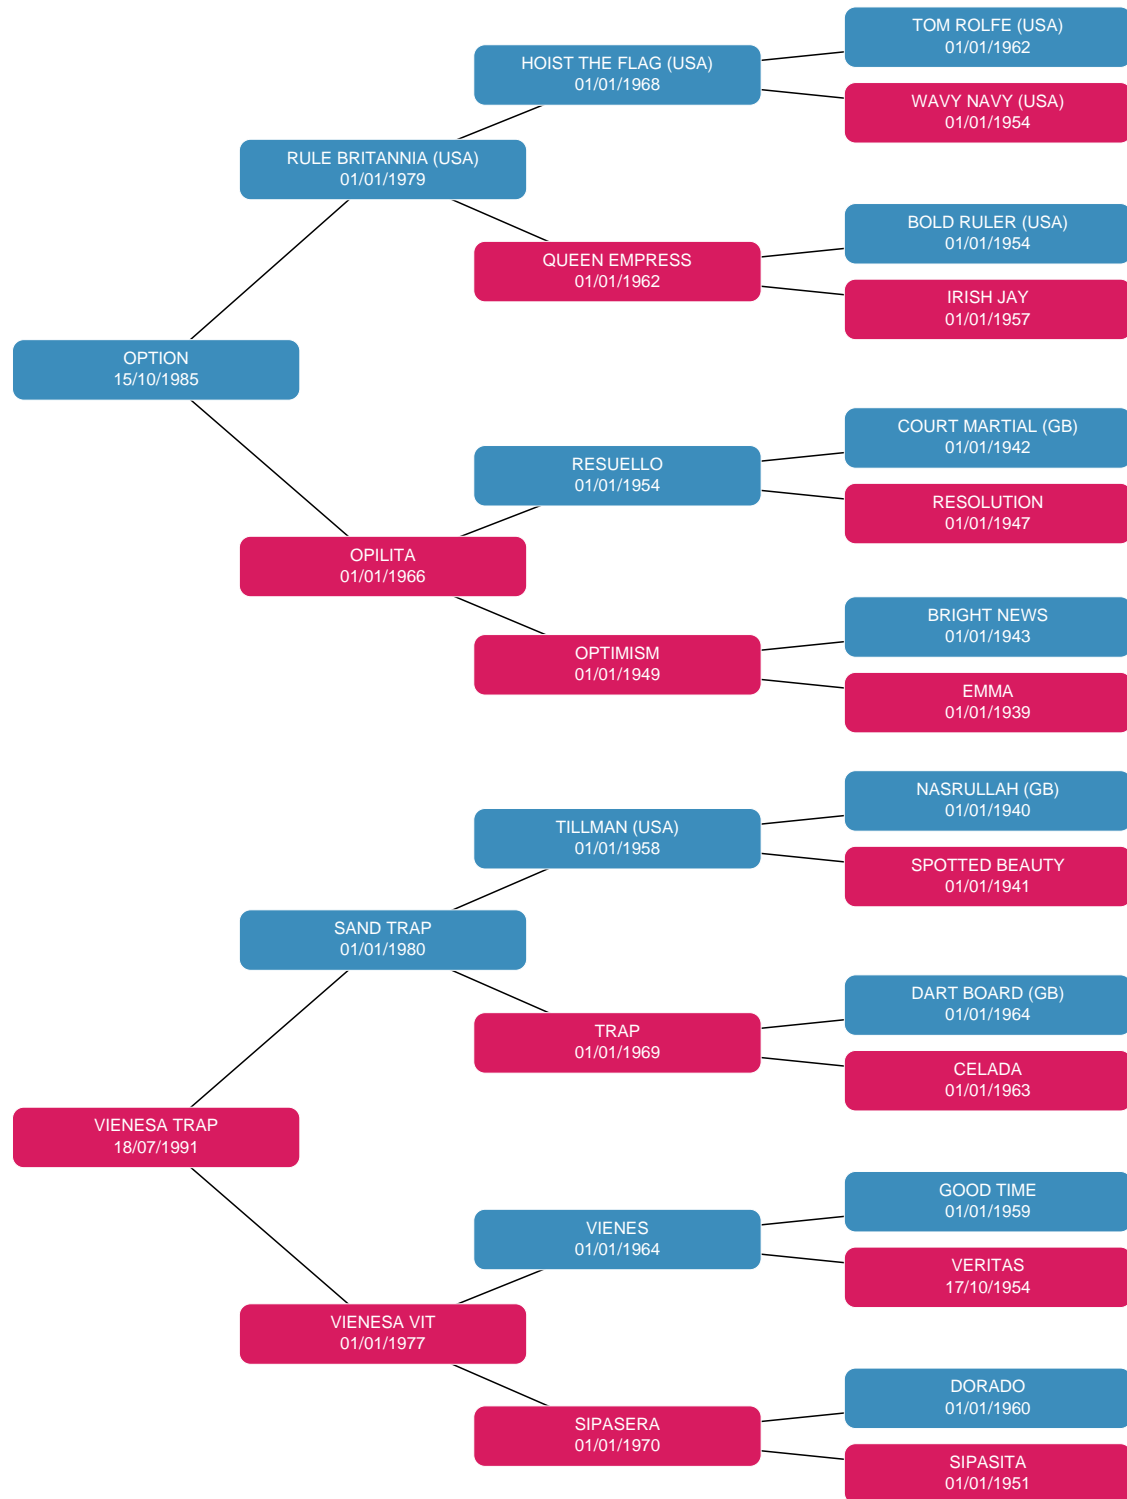 TOM ROLFE (USA)
01/01/1962
HOIST THE FLAG (USA)
01/01/1968
WAVY NAVY (USA)
01/01/1954
RULE BRITANNIA (USA)
01/01/1979
BOLD RULER (USA)
01/01/1954
QUEEN EMPRESS
01/01/1962
IRISH JAY
01/01/1957
OPTION
15/10/1985
COURT MARTIAL (GB)
01/01/1942
RESUELLO
01/01/1954
RESOLUTION
01/01/1947
OPILITA
01/01/1966
BRIGHT NEWS
01/01/1943
OPTIMISM
01/01/1949
EMMA
01/01/1939
NASRULLAH (GB)
01/01/1940
TILLMAN (USA)
01/01/1958
SPOTTED BEAUTY
01/01/1941
SAND TRAP
01/01/1980
DART BOARD (GB)
01/01/1964
TRAP
01/01/1969
CELADA
01/01/1963
VIENESA TRAP
18/07/1991
GOOD TIME
01/01/1959
VIENES
01/01/1964
VERITAS
17/10/1954
VIENESA VIT
01/01/1977
DORADO
01/01/1960
SIPASERA
01/01/1970
SIPASITA
01/01/1951